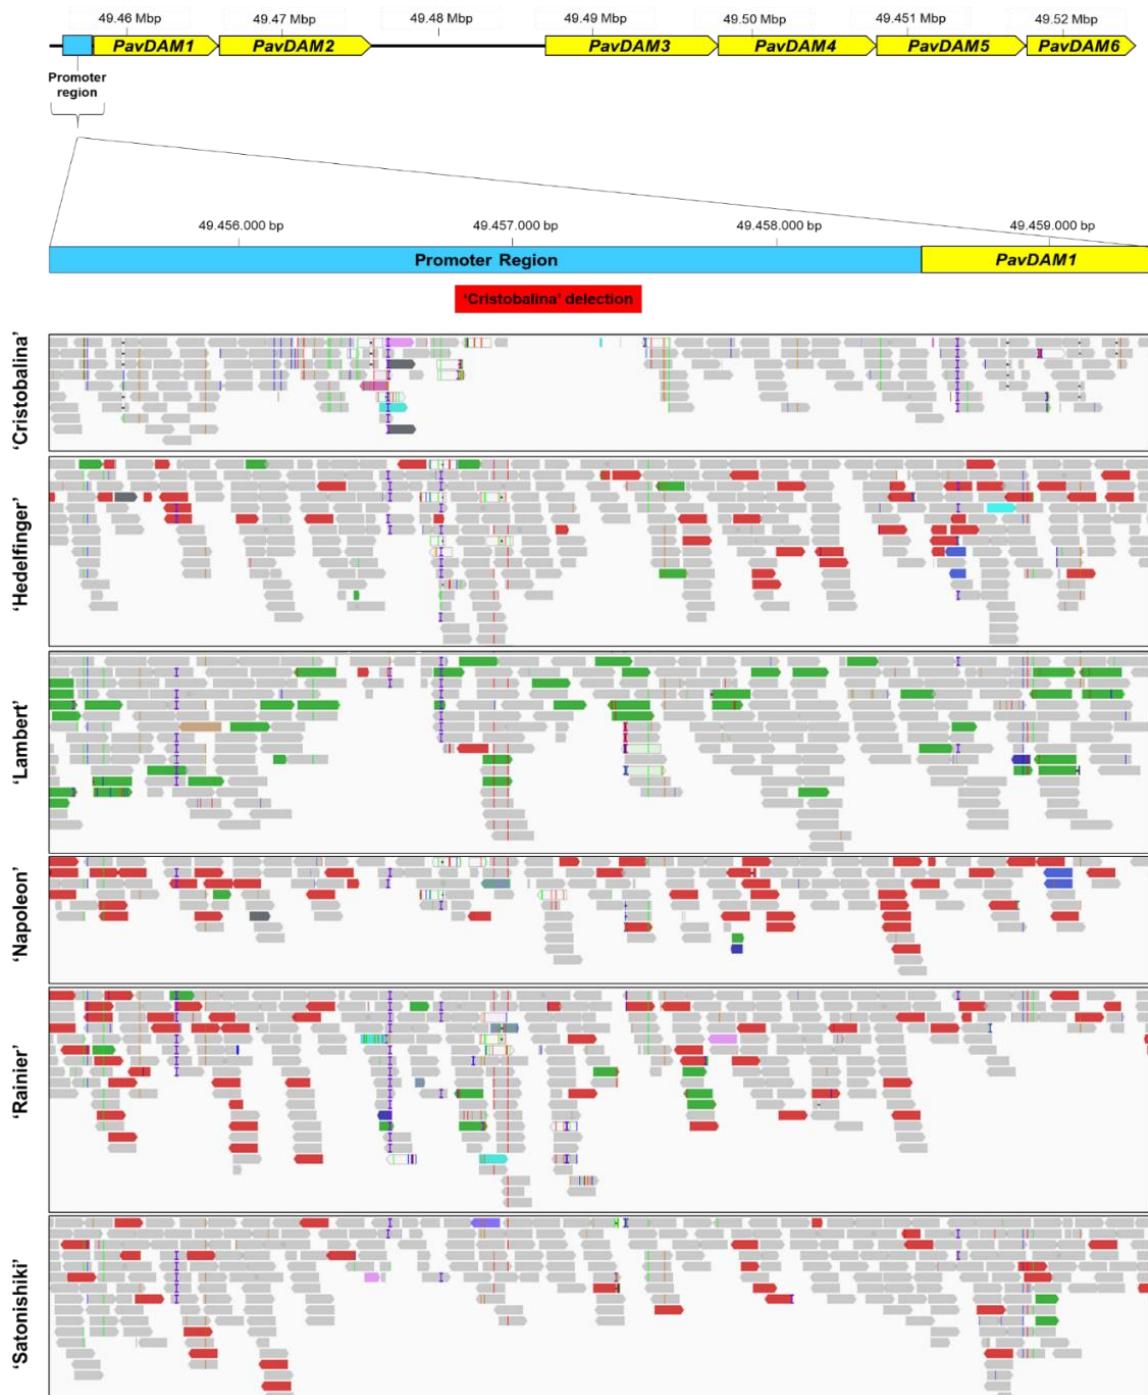 49.46 Mbp 49.47 Mbp 49.48 Mbp 49.49 Mbp 49.50 Mbp 49.451 Mbp 49.52 Mbp
PavDAM1 PavDAM2 PavDAM3 PavDAM4 PavDAM5 PavDAM6
Promoter
region
49.456.000 bp 49.457.000 bp 49.458.000 bp 49.459.000 bp
Promoter Region PavDAM1
'Cristobalina' delection
'Cristobalina'
'Hedelfinger'
'Lambert'
'Napoleon'
'Rainier'
'Satonishiki'